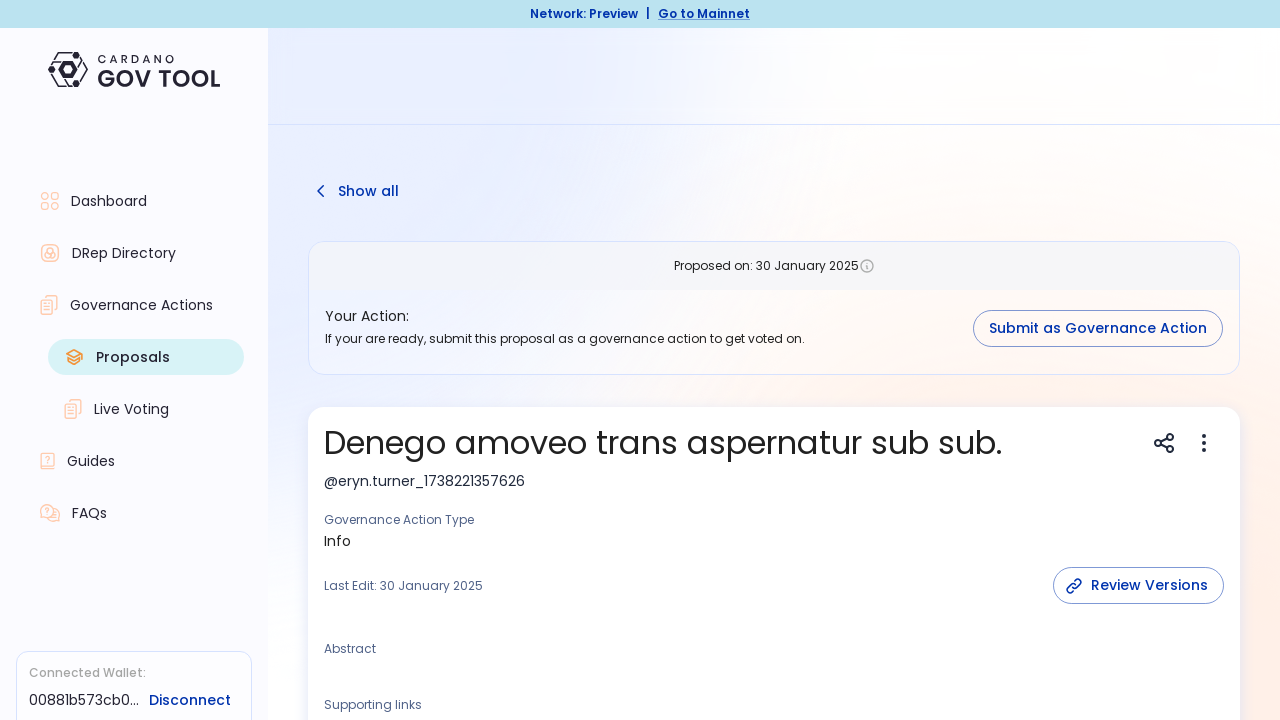 Network: Preview | Go to Mainnet
CARDANO
GOV TOOL
Dashboard
DRep Directory
Governance Actions
Proposals
Live Voting
Guides
FAQs
Connected Wallet:
00881b573cb0... Disconnect
Show all
Proposed on: 30 January 2025
Your Action:
If your are ready, submit this proposal as a governance action to get voted on.
Submit as Governance Action
Denego amoveo trans aspernatur sub sub.
@eryn.turner_1738221357626
Governance Action Type
Info
Last Edit: 30 January 2025
Review Versions
Abstract
Supporting links